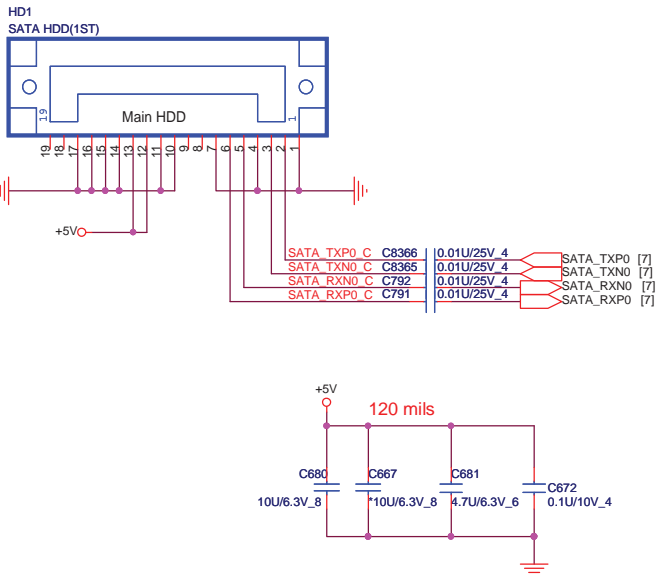 HD1
SATA HDD(1ST)
19
Main HDD
1
19 18 17 16 15 14 13 12 11 10 9 8 7 6 5 4 3 2 1
+5V
SATA_TXP0_C C8366 0.01U/25V_4 SATA_TXP0 [7]
SATA_TXN0_C C8365 0.01U/25V_4 SATA_TXN0 [7]
SATA_RXN0_C C792 0.01U/25V_4 SATA_RXN0 [7]
SATA_RXP0_C C791 0.01U/25V_4 SATA_RXP0 [7]
+5V
120 mils
C680 C667 C681 C672
10U/6.3V_8 *10U/6.3V_8 4.7U/6.3V_6 0.1U/10V_4